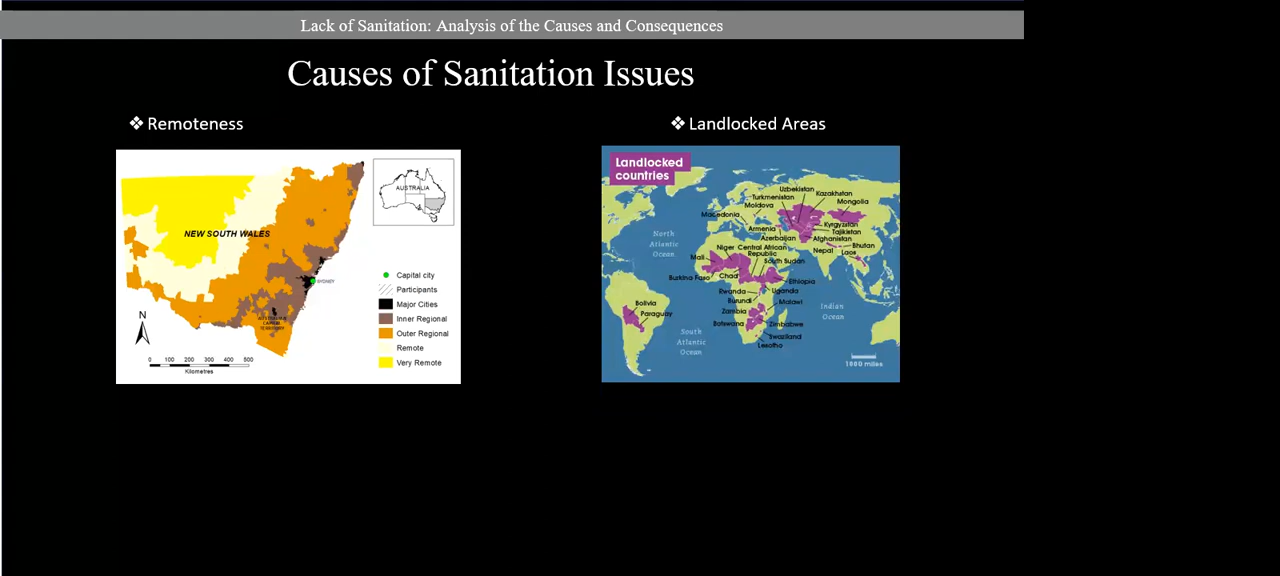 Lack of Sanitation: Analysis of the Causes and Consequences
Causes of Sanitation Issues
❖ Remoteness
NEW SOUTH WALES
AUSTRALIA
SYDNEY
AUSTRALIAN
CAPITAL
TERRITORY
N
0 100 200 300 400 500
Kilometres
Capital city
Participants
Major Cities
Inner Regional
Outer Regional
Remote
Very Remote
❖ Landlocked Areas
Landlocked
countries
Uzbekistan
Kazakhstan
Turkmenistan
Mongolia
Moldova
Macedonia
Kyrgyzstan
Armenia
Tajikistan
Azerbaijan
Afghanistan
North
Atlantic
Ocean
Niger
Central African
Republic
Bhutan
Nepal
Laos
Mali
South Sudan
Burkina Faso
Chad
Ethiopia
Rwanda
Uganda
Burundi
Malawi
Bolivia
Zambia
Paraguay
Indian
Ocean
Botswana
Zimbabwe
Swaziland
Lesotho
South
Atlantic
Ocean
1000 miles